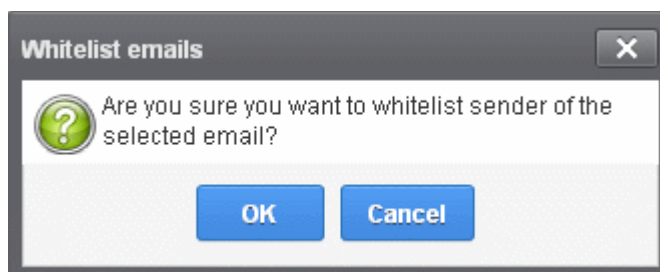 Whitelist emails
Are you sure you want to whitelist sender of the
selected email?
OK
Cancel